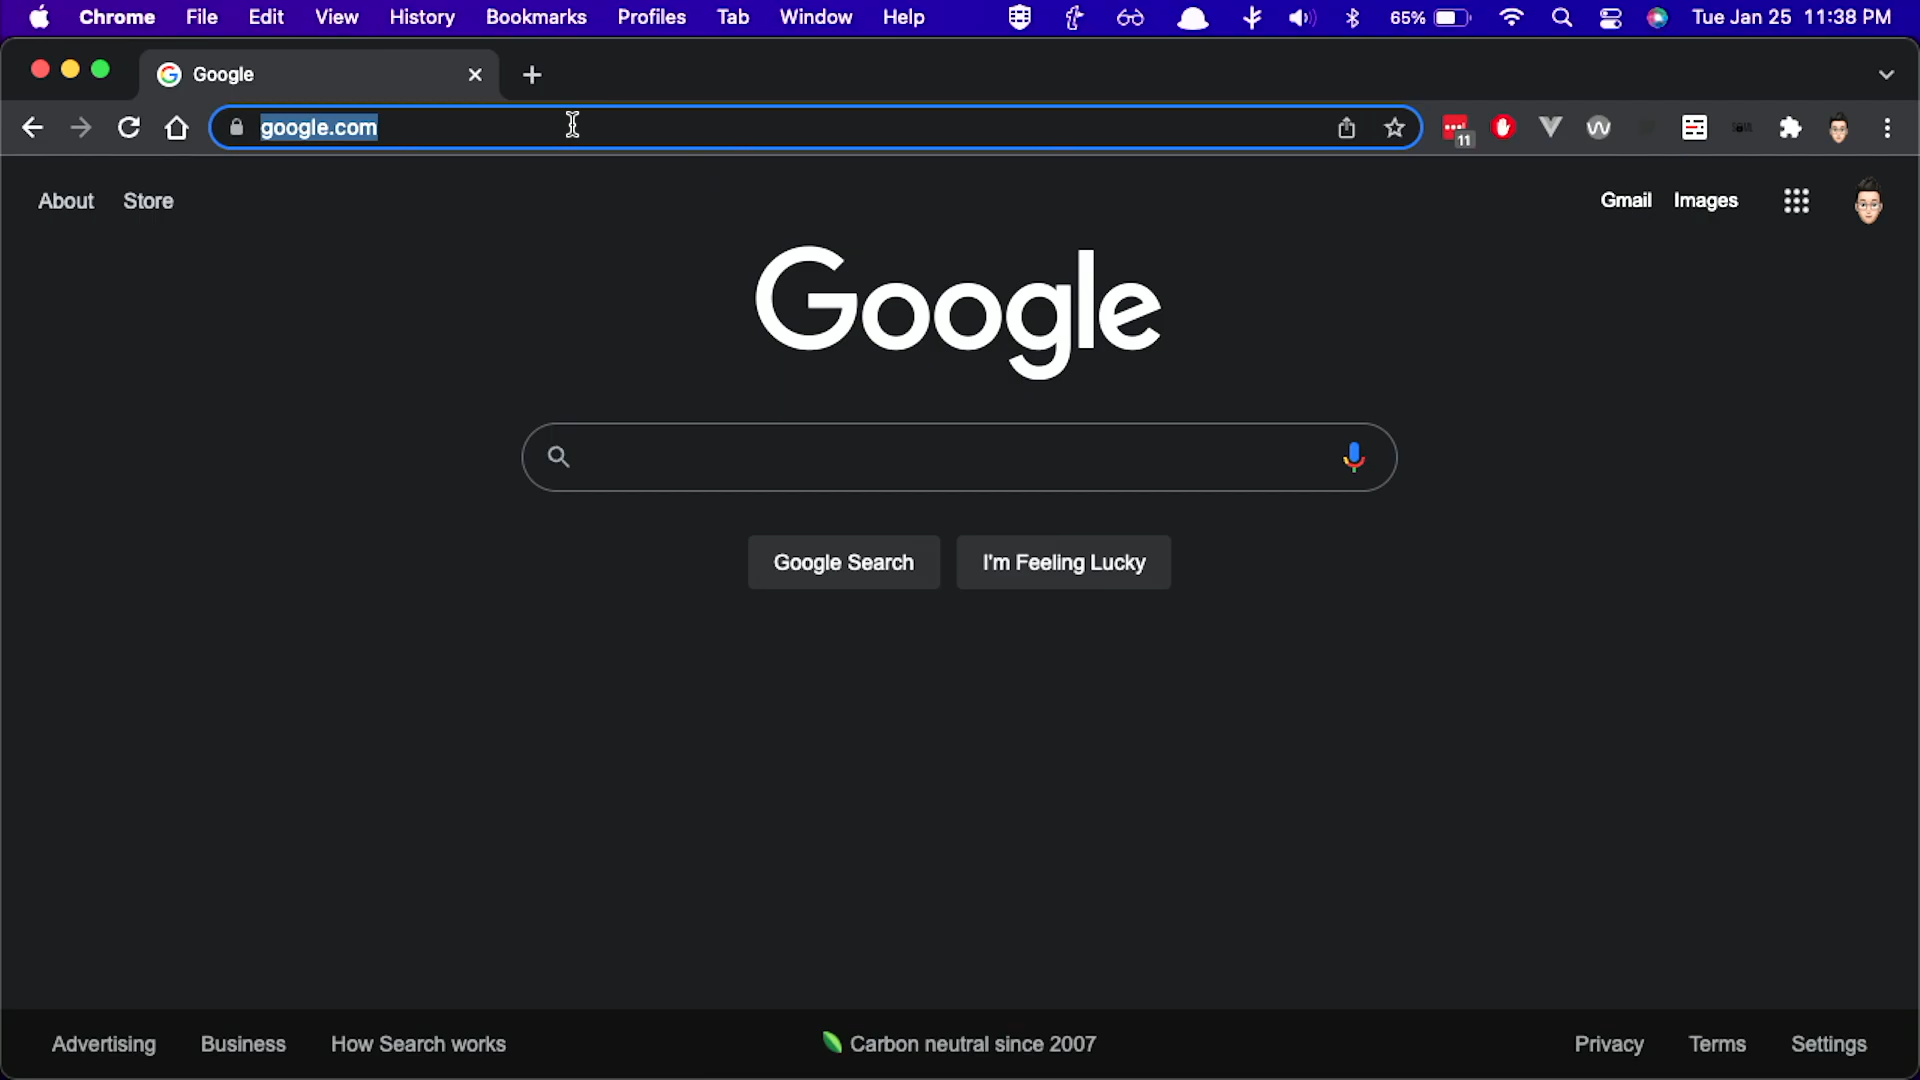 Chrome File Edit View History Bookmarks Profiles Tab Window Help 65% Tue Jan 25 11:38 PM
Google
google.com
11
About Store Gmail Images
Google
Google Search I'm Feeling Lucky
Advertising Business How Search works Carbon neutral since 2007 Privacy Terms Settings